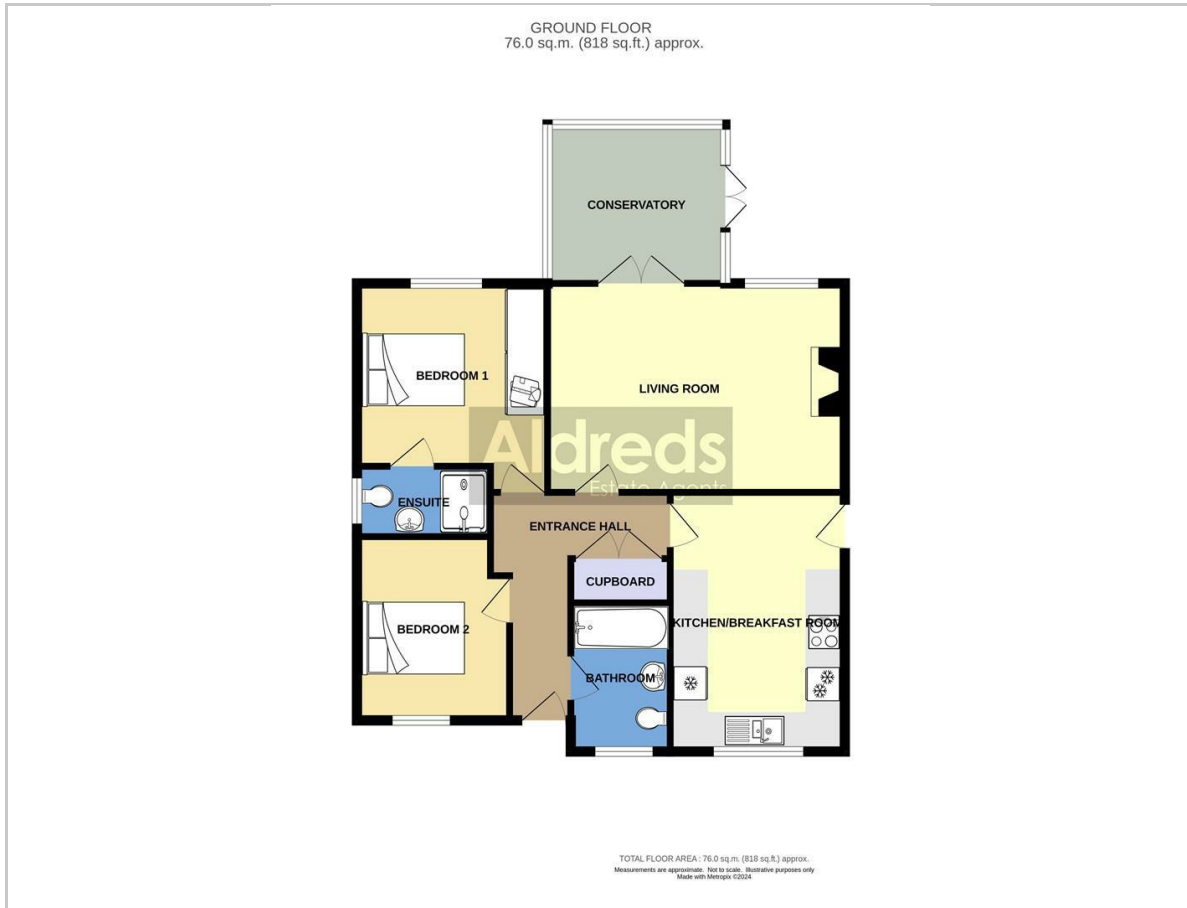 GROUND FLOOR
76.0 sq.m. (818 sq.ft.) approx.
CONSERVATORY
BEDROOM 1
LIVING ROOM
Aldreds
Estate Agents
ENSUITE
ENTRANCE HALL
CUPBOARD
KITCHEN/BREAKFAST ROOM
BEDROOM 2
BATHROOM
TOTAL FLOOR AREA : 76.0 sq.m. (818 sq.ft.) approx.
Measurements are approximate. Not to scale. Illustrative purposes only
Made with Metropix ©2024